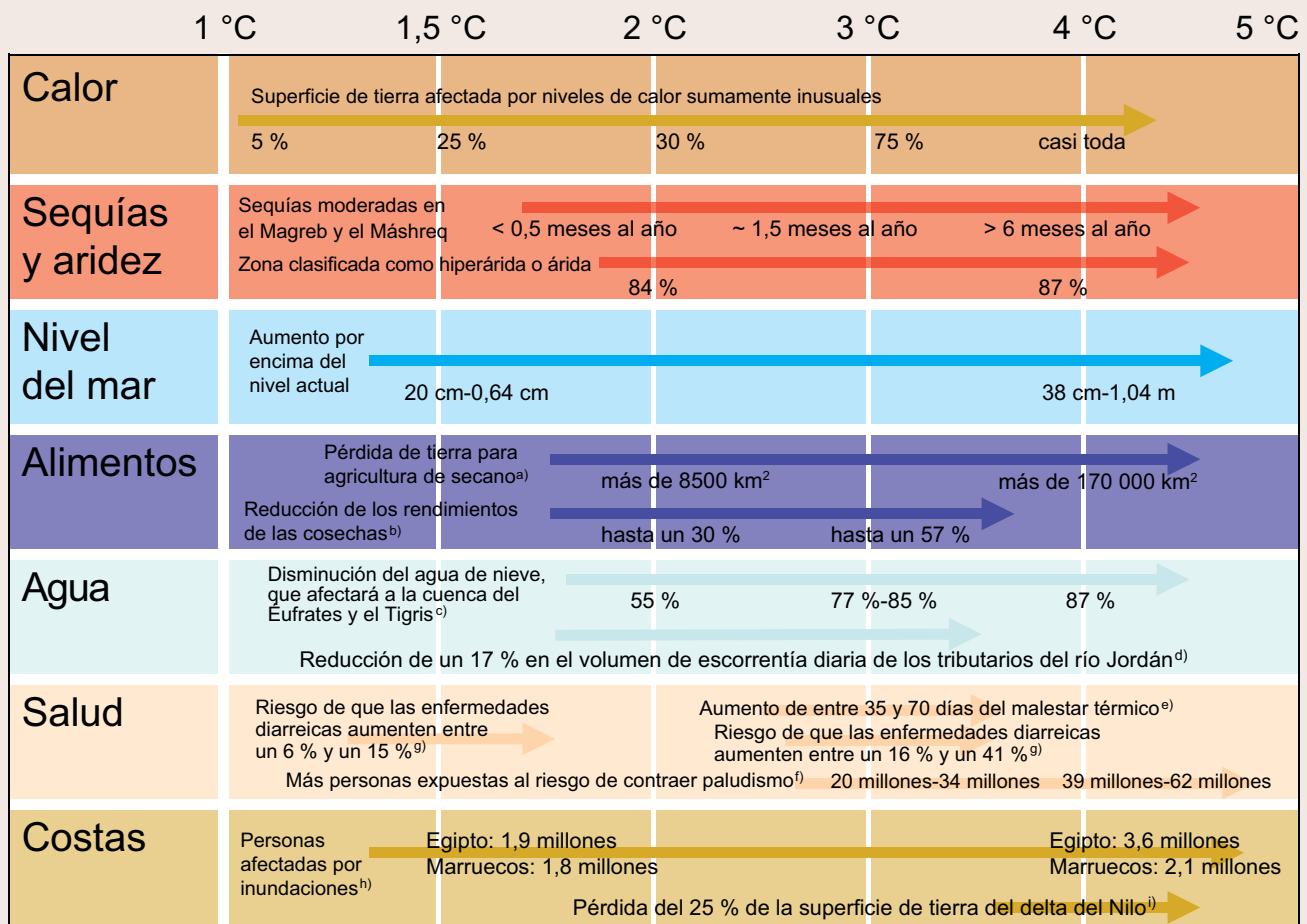 1 °C 1,5 °C 2 °C 3 °C 4 °C 5 °C
Calor
Superficie de tierra afectada por niveles de calor sumamente inusuales
5 % 25 % 30 % 75 % casi toda
Sequías
y aridez
Sequías moderadas en
el Magreb y el Máshreq
< 0,5 meses al año ~ 1,5 meses al año > 6 meses al año
Zona clasificada como hiperárida o árida
84 % 87 %
Nivel
del mar
Aumento por
encima del
nivel actual
20 cm-0,64 cm 38 cm-1,04 m
Alimentos
Pérdida de tierra para
agricultura de secano a)
más de 8500 km² más de 170 000 km²
Reducción de los rendimientos
de las cosechas b)
hasta un 30 % hasta un 57 %
Agua
Disminución del agua de nieve,
que afectará a la cuenca del
Éufrates y el Tigris c)
55 % 77 %-85 % 87 %
Reducción de un 17 % en el volumen de escorrentía diaria de los tributarios del río Jordán d)
Salud
Riesgo de que las enfermedades
diarreicas aumenten entre
un 6 % y un 15 % g)
Aumento de entre 35 y 70 días del malestar térmico e)
Riesgo de que las enfermedades diarreicas
aumenten entre un 16 % y un 41 % g)
Más personas expuestas al riesgo de contraer paludismo f) 20 millones-34 millones 39 millones-62 millones
Costas
Personas
afectadas por
inundaciones h)
Egipto: 1,9 millones
Marruecos: 1,8 millones
Egipto: 3,6 millones
Marruecos: 2,1 millones
Pérdida del 25 % de la superficie de tierra del delta del Nilo i)